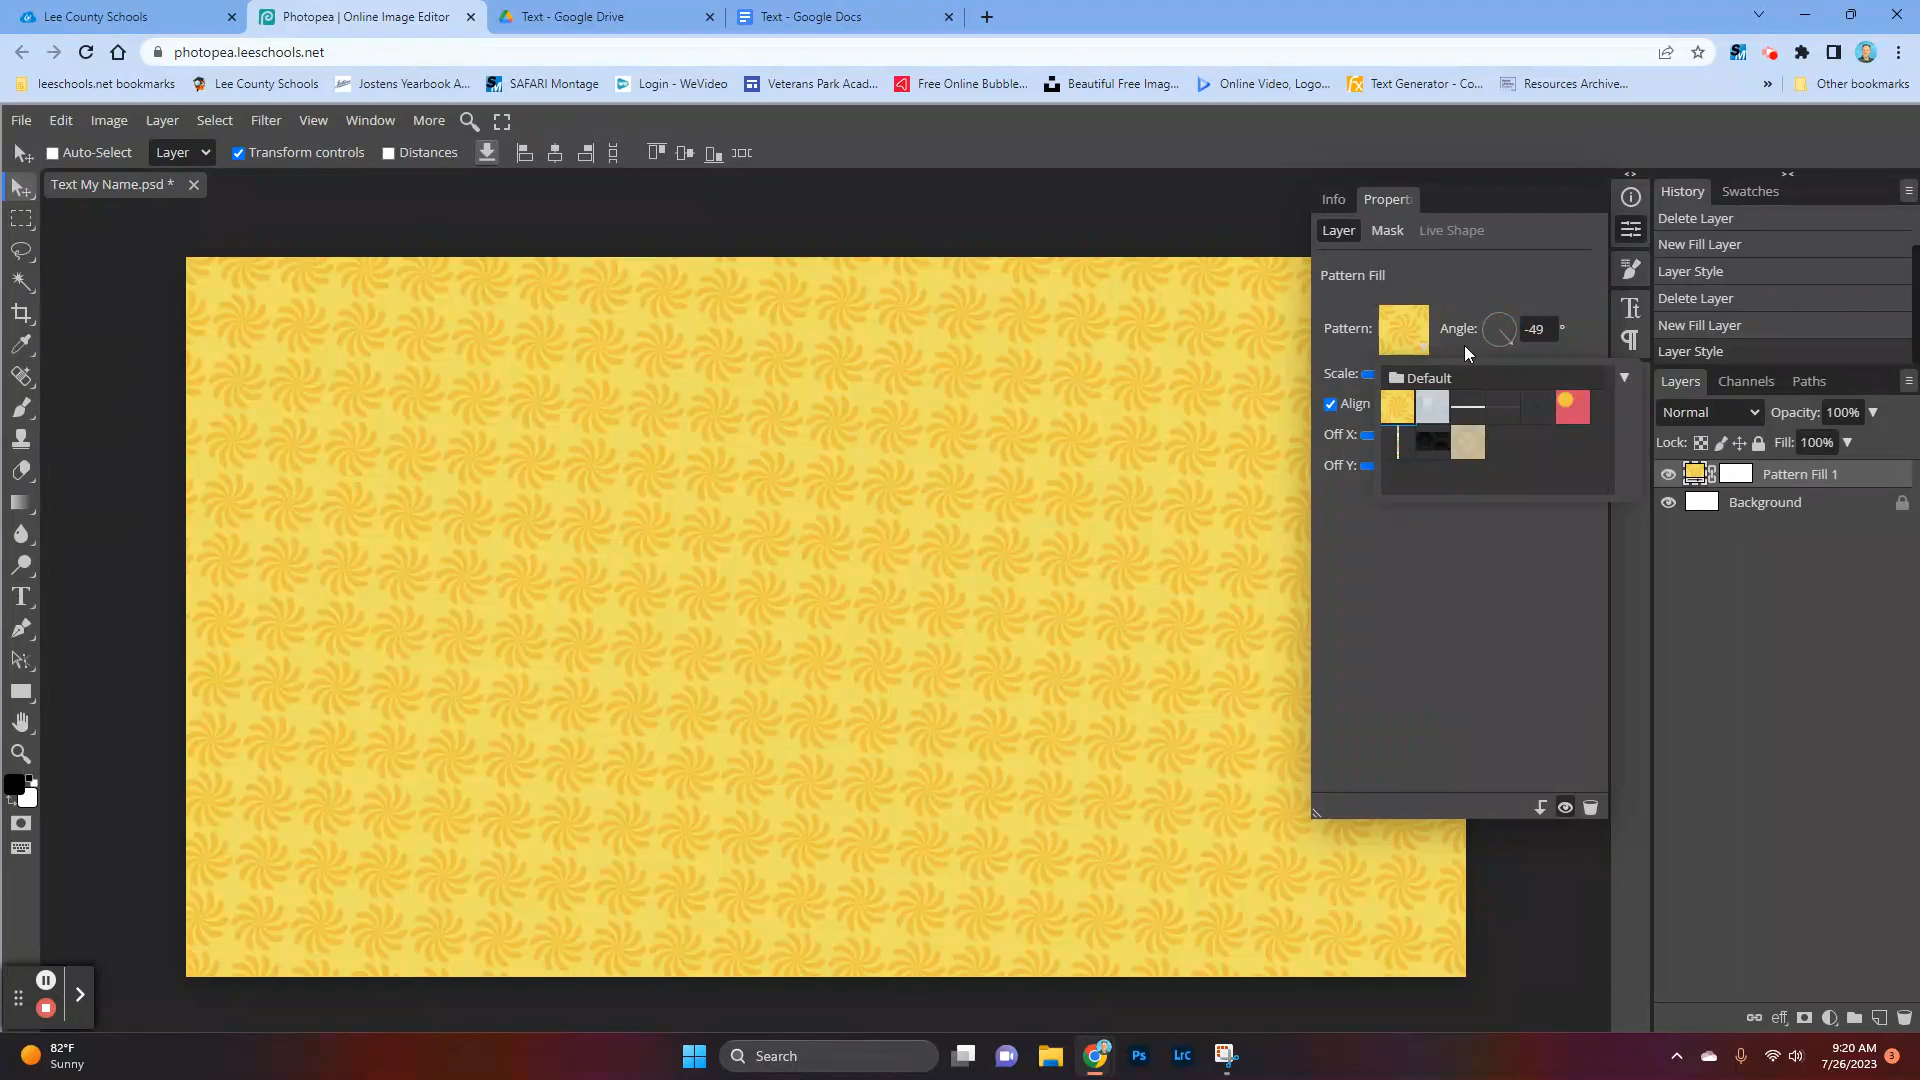 Lee County Schools
Photopea | Online Image Editor
Text - Google Drive
Text - Google Docs
photopea.leeschools.net
leeschools.net bookmarks
Lee County Schools
Jostens Yearbook A...
SAFARI Montage
Login - WeVideo
Veterans Park Acad...
Free Online Bubble...
Beautiful Free Imag...
Online Video, Logo...
Text Generator - Co...
Resources Archive...
»
Other bookmarks
File Edit Image Layer Select Filter View Window More
Auto-Select
Layer
Transform controls
Distances
Text My Name.psd *
Info
Propert
Layer
Mask
Live Shape
Pattern Fill
Pattern:
Angle:
-49 °
Default
Scale:
Align
Off X:
Off Y:
History
Swatches
Delete Layer
New Fill Layer
Layer Style
Delete Layer
New Fill Layer
Layer Style
Layers
Channels
Paths
Normal
Opacity: 100%
Lock:
Fill: 100%
Pattern Fill 1
Background
eff
82°F
Sunny
Search
Ps
LrC
9:20 AM
7/26/2023
3